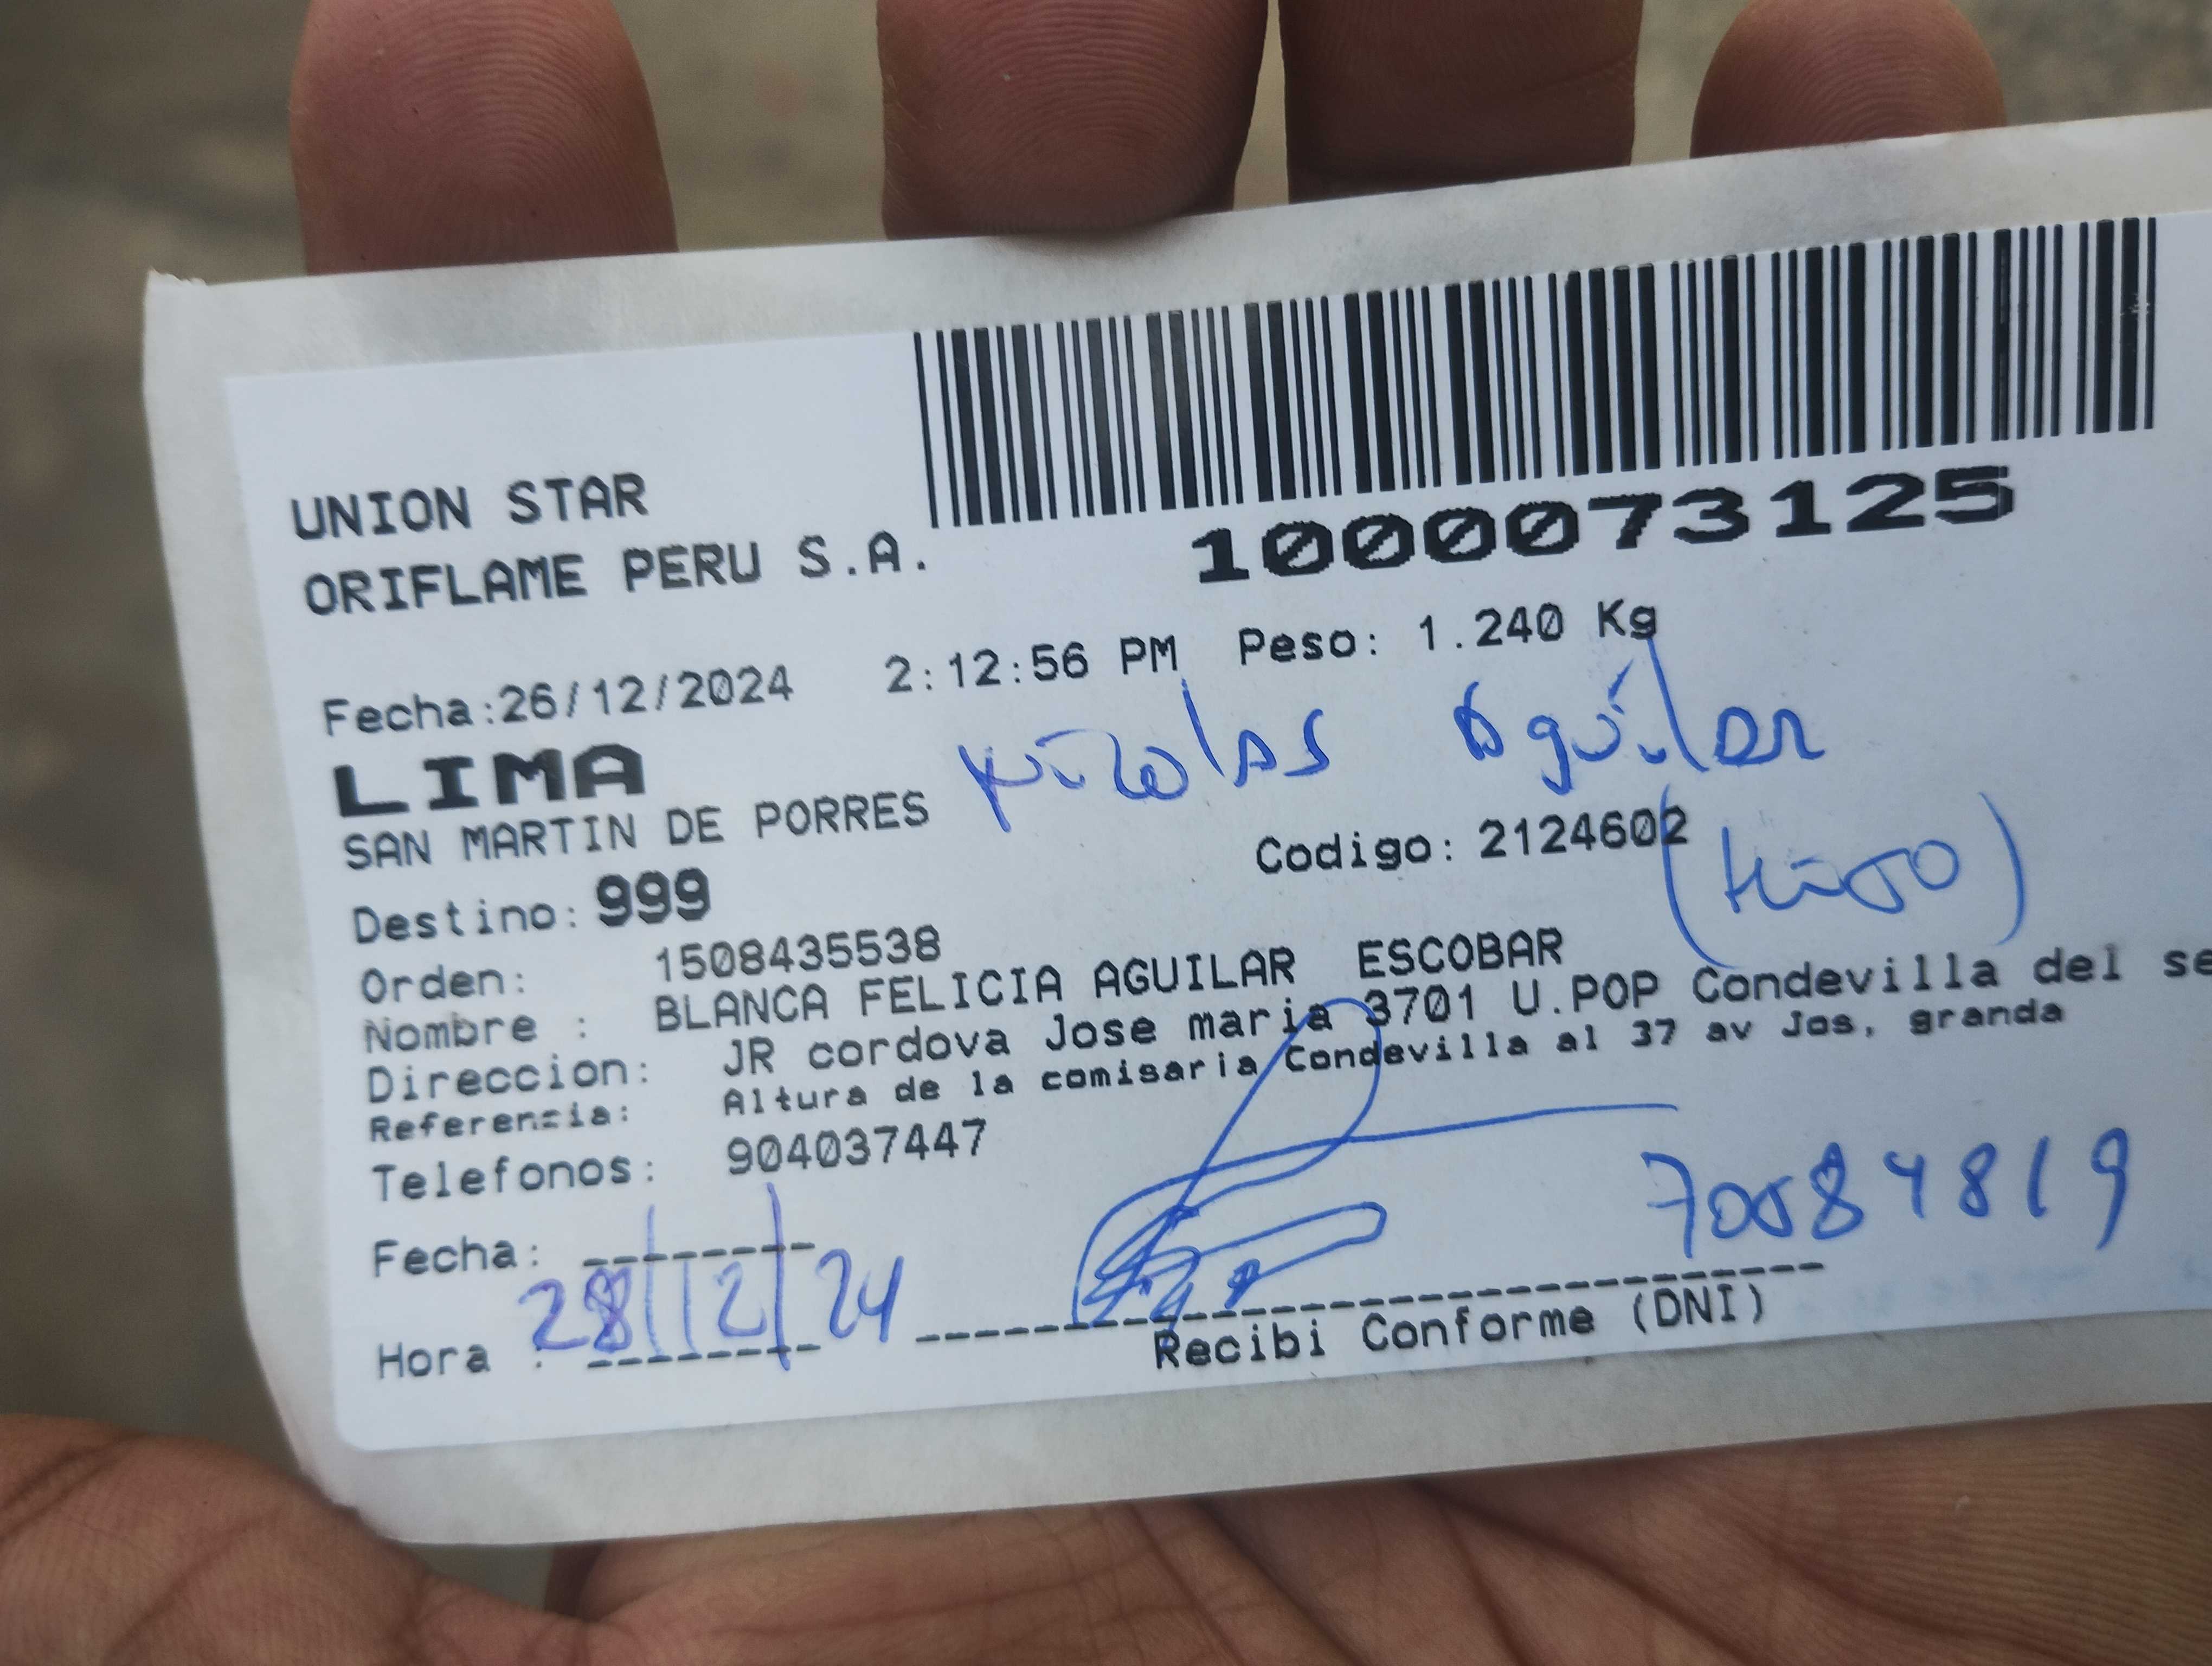 UNION STAR
ORIFLAME PERU S.A.
1000073125
Fecha:26/12/2024 2:12:56 PM Peso: 1.240 Kg
LIMA
Nicolas Aguilar
SAN MARTIN DE PORRES
Codigo: 2124602
Destino: 999
Orden: 1508435538
Nombre : BLANCA FELICIA AGUILAR ESCOBAR
Direccion: JR cordova Jose maria 3701 U.POP Condevilla del se
Referencia: Altura de la comisaria Condevilla al 37 av Jos, granda
Telefonos: 904037447
70084819
Fecha:
28/12/24
Hora :
Recibi Conforme (DNI)